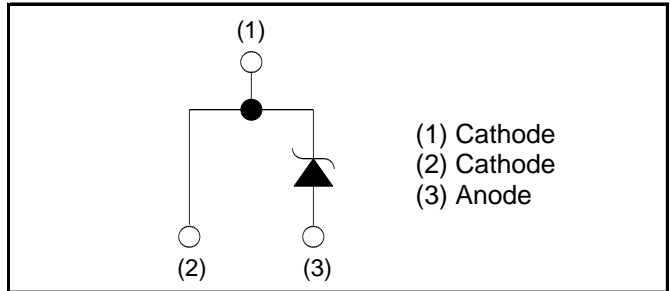 (1)
(1) Cathode
(2) Cathode
(3) Anode
(2) (3)